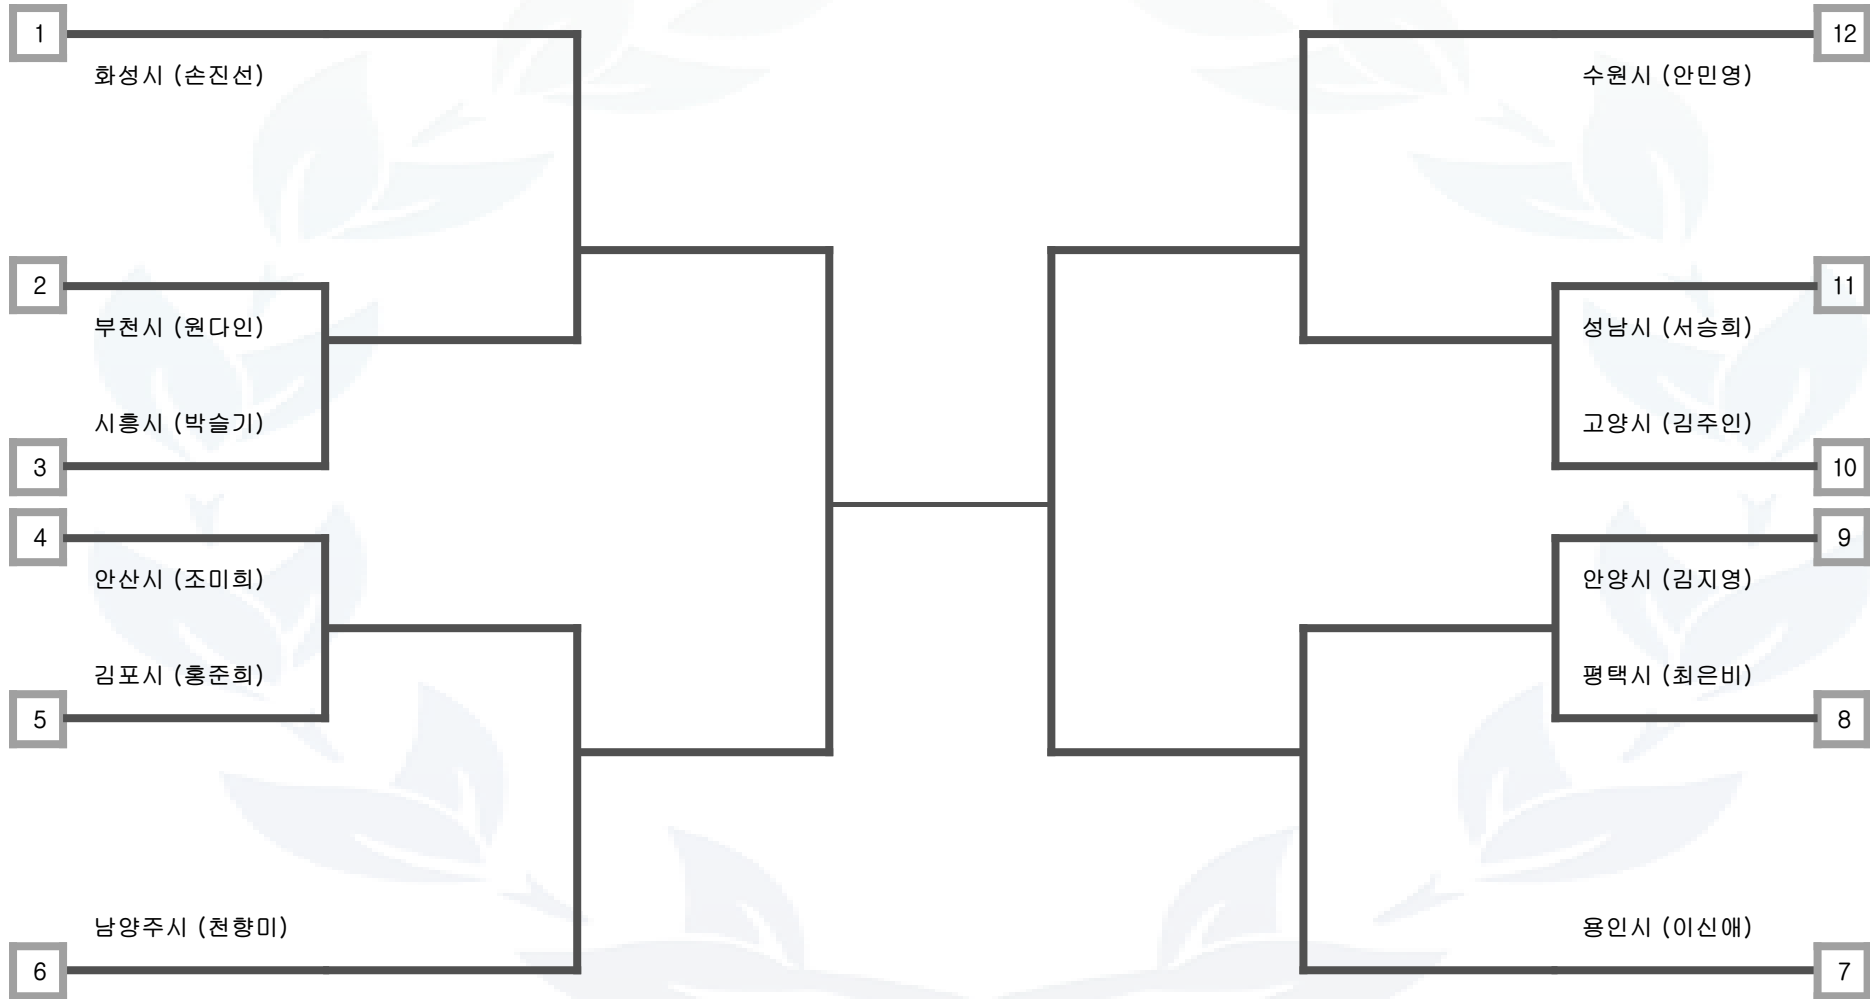 1
화성시 (손진선)
2
부천시 (원다인)
시흥시 (박슬기)
3
4
안산시 (조미희)
김포시 (홍준희)
5
남양주시 (천향미)
6
12
수원시 (안민영)
11
성남시 (서승희)
고양시 (김주인)
10
9
안양시 (김지영)
평택시 (최은비)
8
용인시 (이신애)
7